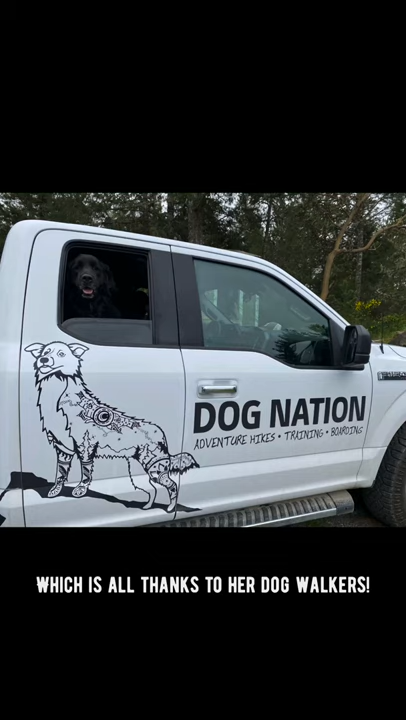 DOG NATION
ADVENTURE HIKES • TRAINING • BOARDING
WHICH IS ALL THANKS TO HER DOG WALKERS!